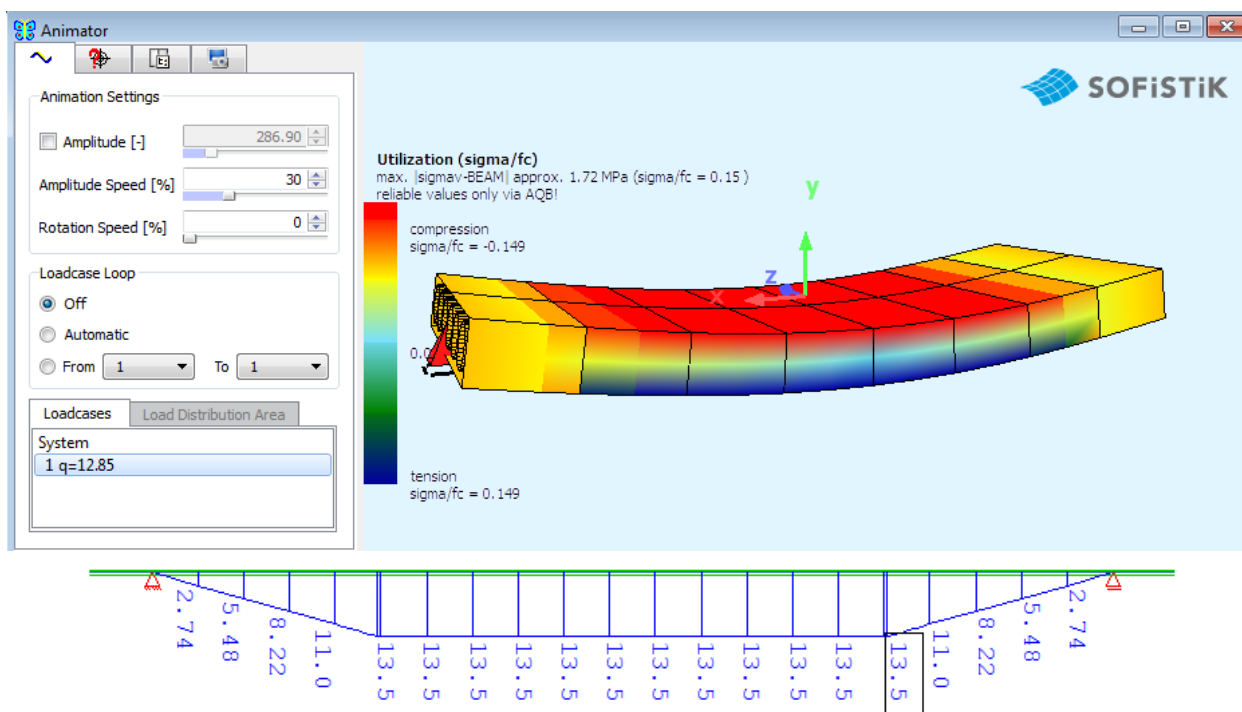 Animator
SOFiSTiK
Animation Settings
Amplitude [-] 286.90
Amplitude Speed [%] 30
Rotation Speed [%] 0
Loadcase Loop
Off
Automatic
From 1 To 1
Loadcases Load Distribution Area
System
1 q=12.85
Utilization (sigma/fc)
max. |sigmav-BEAM| approx. 1.72 MPa (sigma/fc = 0.15 )
reliable values only via AQB!
compression
sigma/fc = -0.149
0.0
tension
sigma/fc = 0.149
y
z
x
2.74
5.48
8.22
11.0
13.5
13.5
13.5
13.5
13.5
13.5
13.5
13.5
13.5
13.5
13.5
13.5
11.0
8.22
5.48
2.74